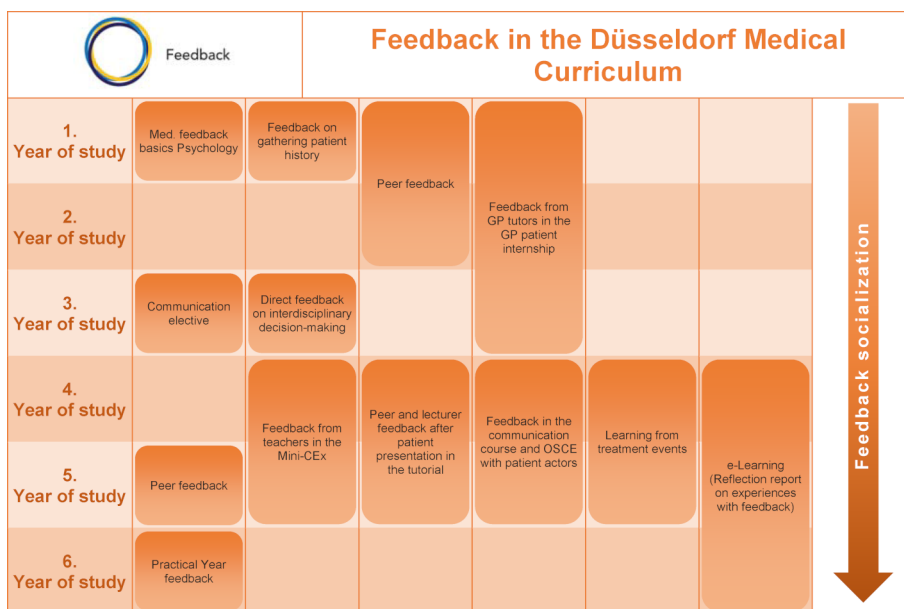 Feedback
Feedback in the Düsseldorf Medical
Curriculum
1.
Year of study
Med. feedback
basics Psychology
Feedback on
gathering patient
history
Peer feedback
Feedback from
GP tutors in the
GP patient
internship
2.
Year of study
3.
Year of study
Communication
elective
Direct feedback
on interdisciplinary
decision-making
4.
Year of study
Feedback from
teachers in the
Mini-CEx
Peer and lecturer
feedback after
patient
presentation in
the tutorial
Feedback in the
communication
course and OSCE
with patient actors
Learning from
treatment events
e-Learning
(Reflection report
on experiences
with feedback)
5.
Year of study
Peer feedback
6.
Year of study
Practical Year
feedback
Feedback socialization